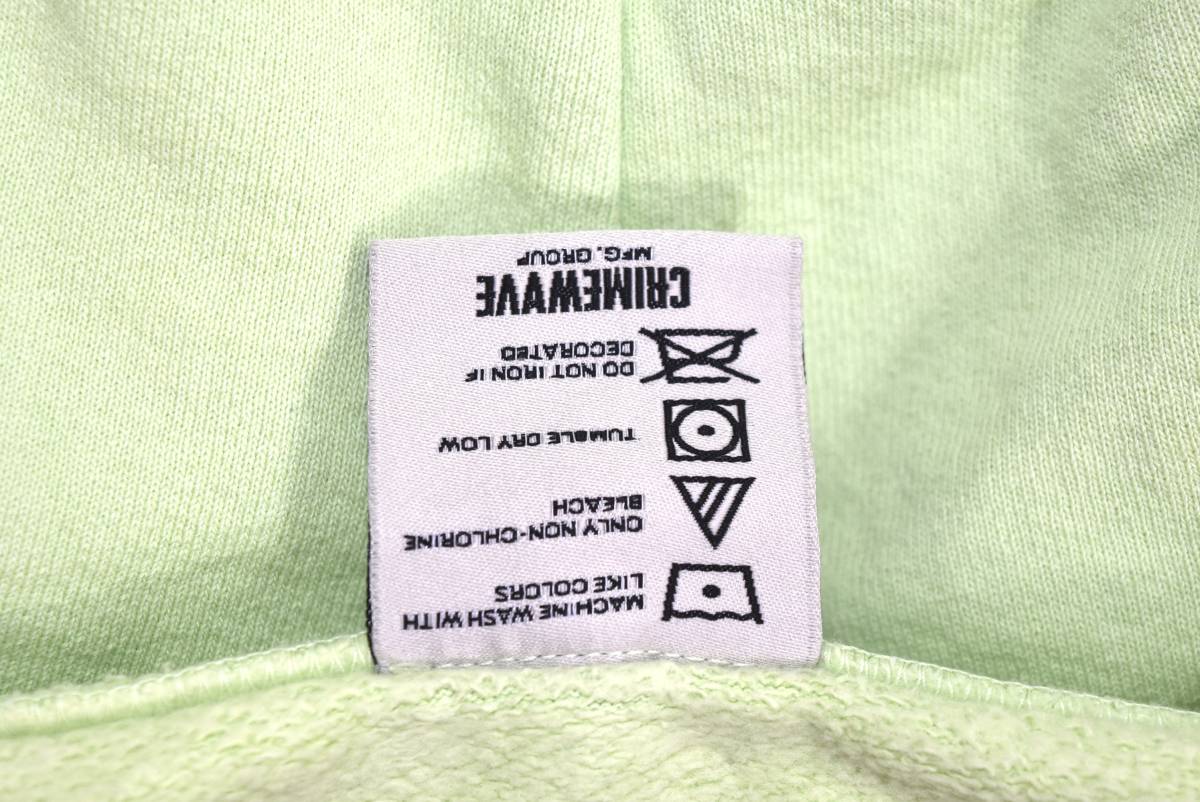 MACHINE WASH WITH
LIKE COLORS
ONLY NON-CHLORINE
BLEACH
TUMBLE DRY LOW
DO NOT IRON IF
DECORATED
CRIMEWAVE
MFG. GROUP